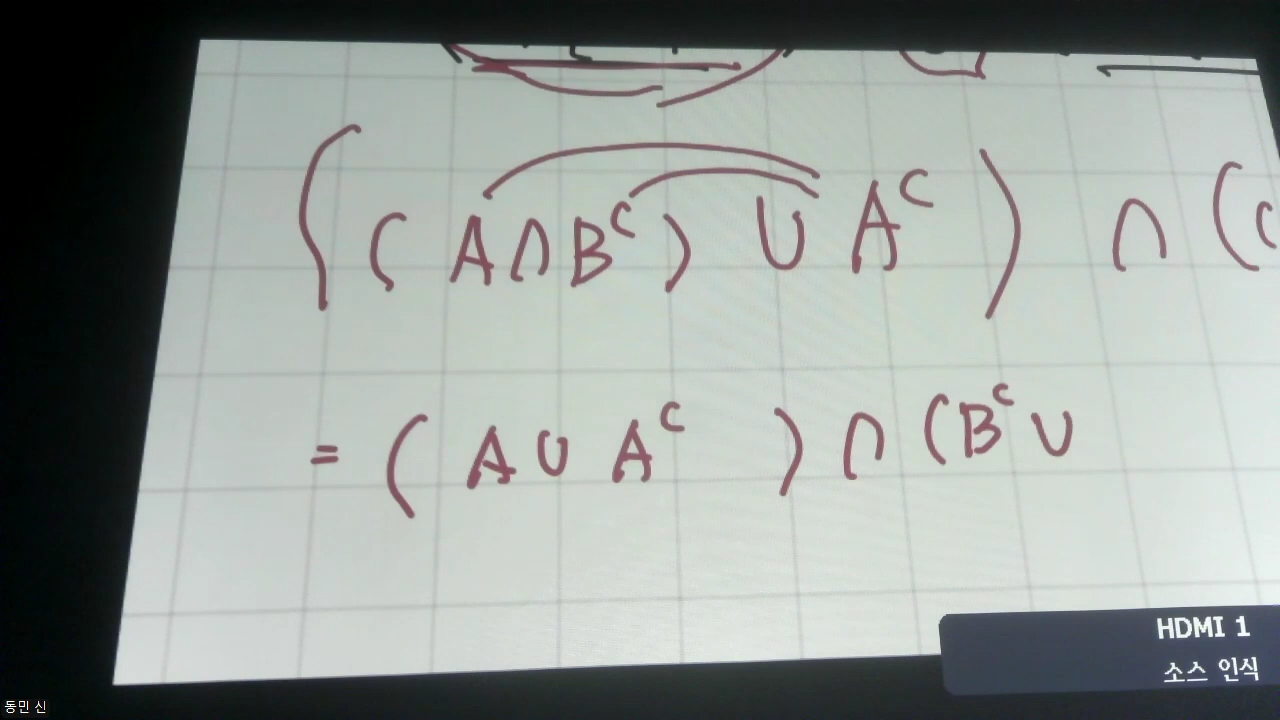 ( ( A ∩ B^C ) ∪ A^C ) ∩ (
= ( A ∪ A^C ) ∩ ( B^C ∪
HDMI 1
소스 인식
동민 신